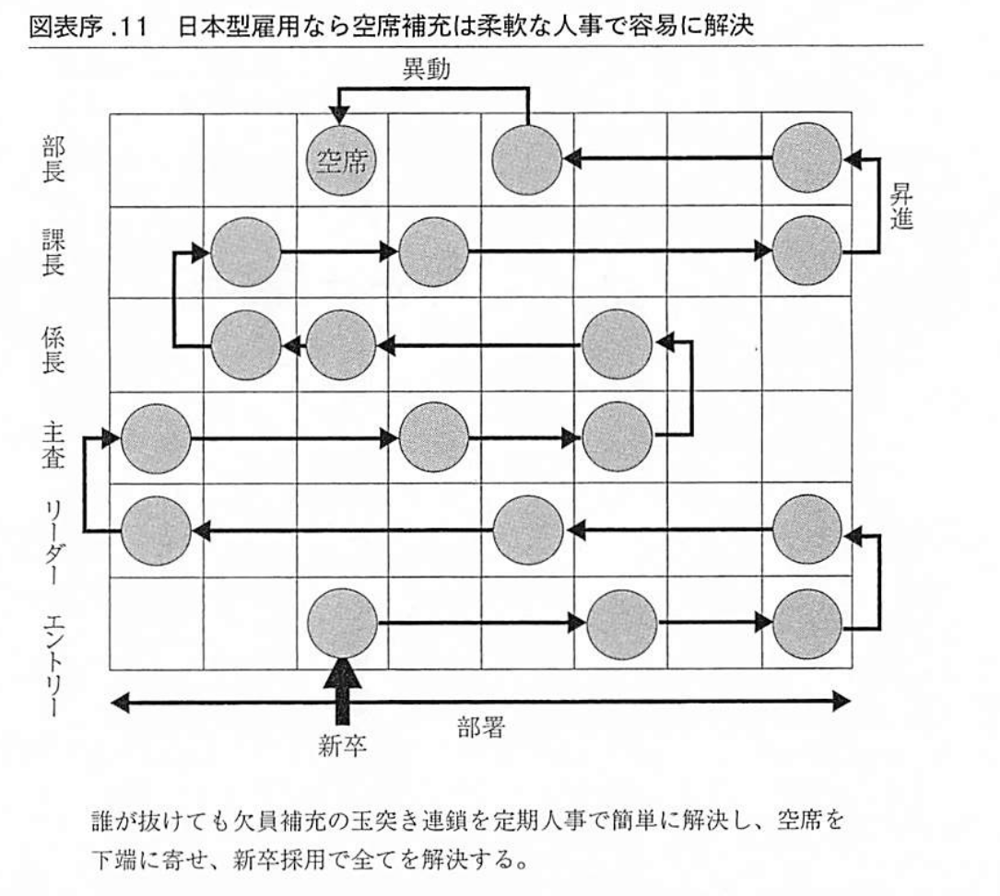 図表序.11 日本型雇用なら空席補充は柔軟な人事で容易に解決
異動
部長
空席
昇進
課長
係長
主査
リーダー
エントリー
部署
新卒
誰が抜けても欠員補充の玉突き連鎖を定期人事で簡単に解決し、空席を
下端に寄せ、新卒採用で全てを解決する。